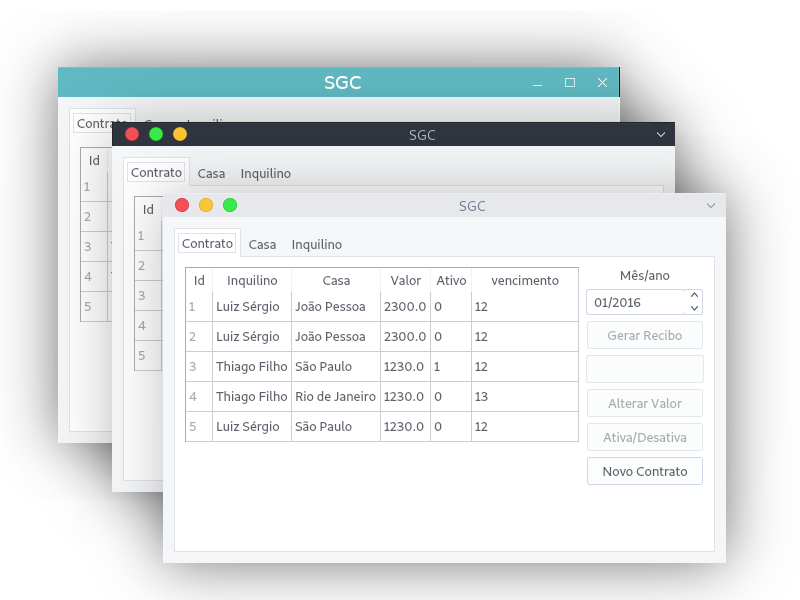 SGC
Contrato
Id
1
2
3
4
5
SGC
Contrato Casa Inquilino
Id
1
2
3
4
5
SGC
Contrato Casa Inquilino
Id Inquilino Casa Valor Ativo vencimento
1 Luiz Sérgio João Pessoa 2300.0 0 12
2 Luiz Sérgio João Pessoa 2300.0 0 12
3 Thiago Filho São Paulo 1230.0 1 12
4 Thiago Filho Rio de Janeiro 1230.0 0 13
5 Luiz Sérgio São Paulo 1230.0 0 12
Mês/ano
01/2016
Gerar Recibo
Alterar Valor
Ativa/Desativa
Novo Contrato